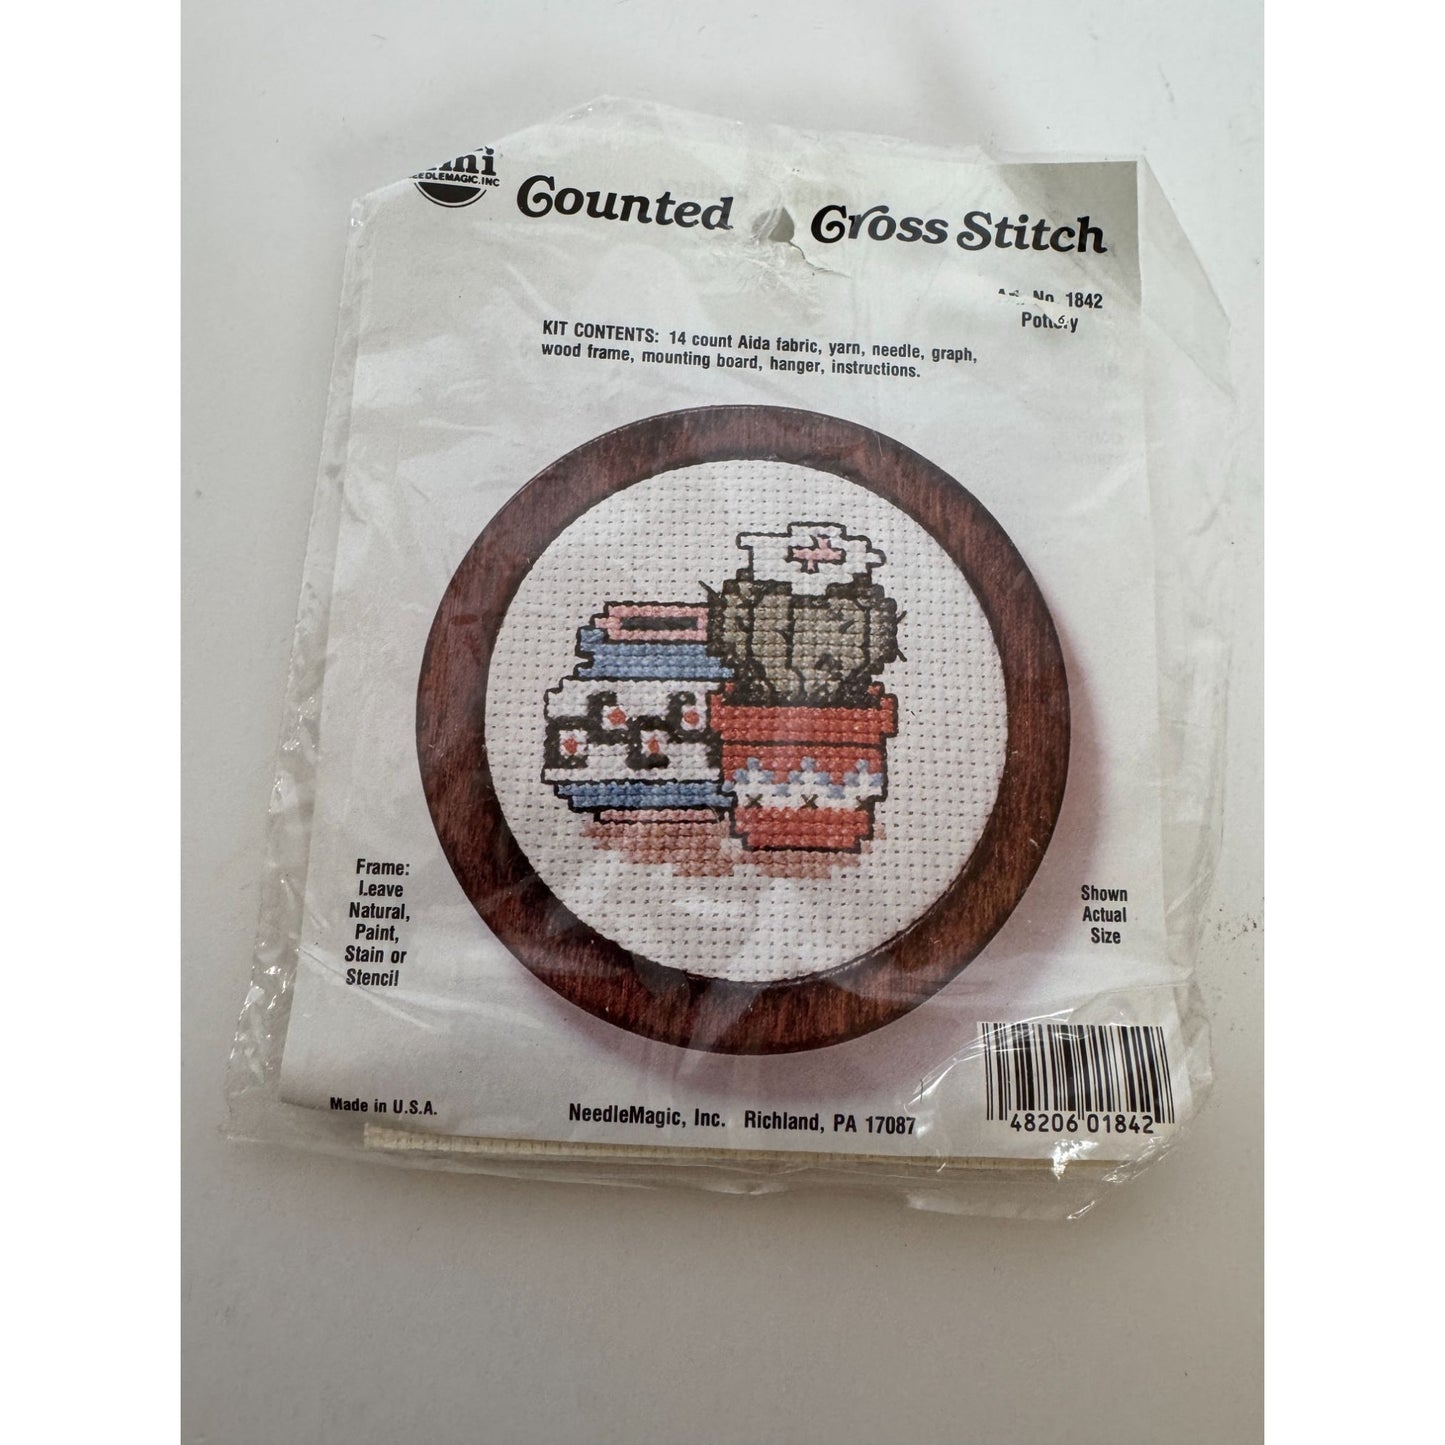 NEEDLEMAGIC, INC
Counted Cross Stitch
No. 1842
Pottery
KIT CONTENTS: 14 count Aida fabric, yarn, needle, graph,
wood frame, mounting board, hanger, instructions.
Frame:
Leave
Natural,
Paint,
Stain or
Stencil
Shown
Actual
Size
Made in U.S.A.
NeedleMagic, Inc. Richland, PA 17087
48206 01842